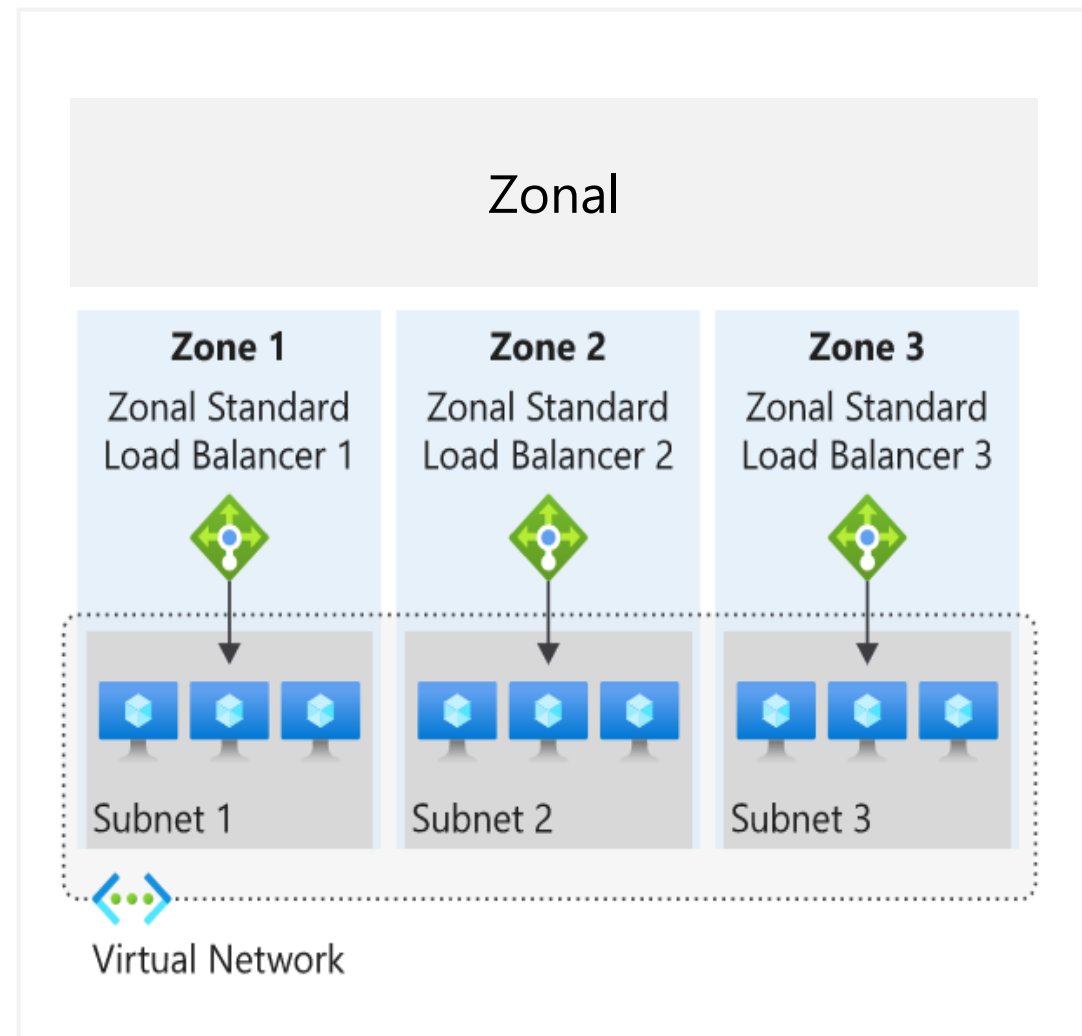 Zonal
Zone 1
Zonal Standard
Load Balancer 1
Zone 2
Zonal Standard
Load Balancer 2
Zone 3
Zonal Standard
Load Balancer 3
Subnet 1
Subnet 2
Subnet 3
Virtual Network